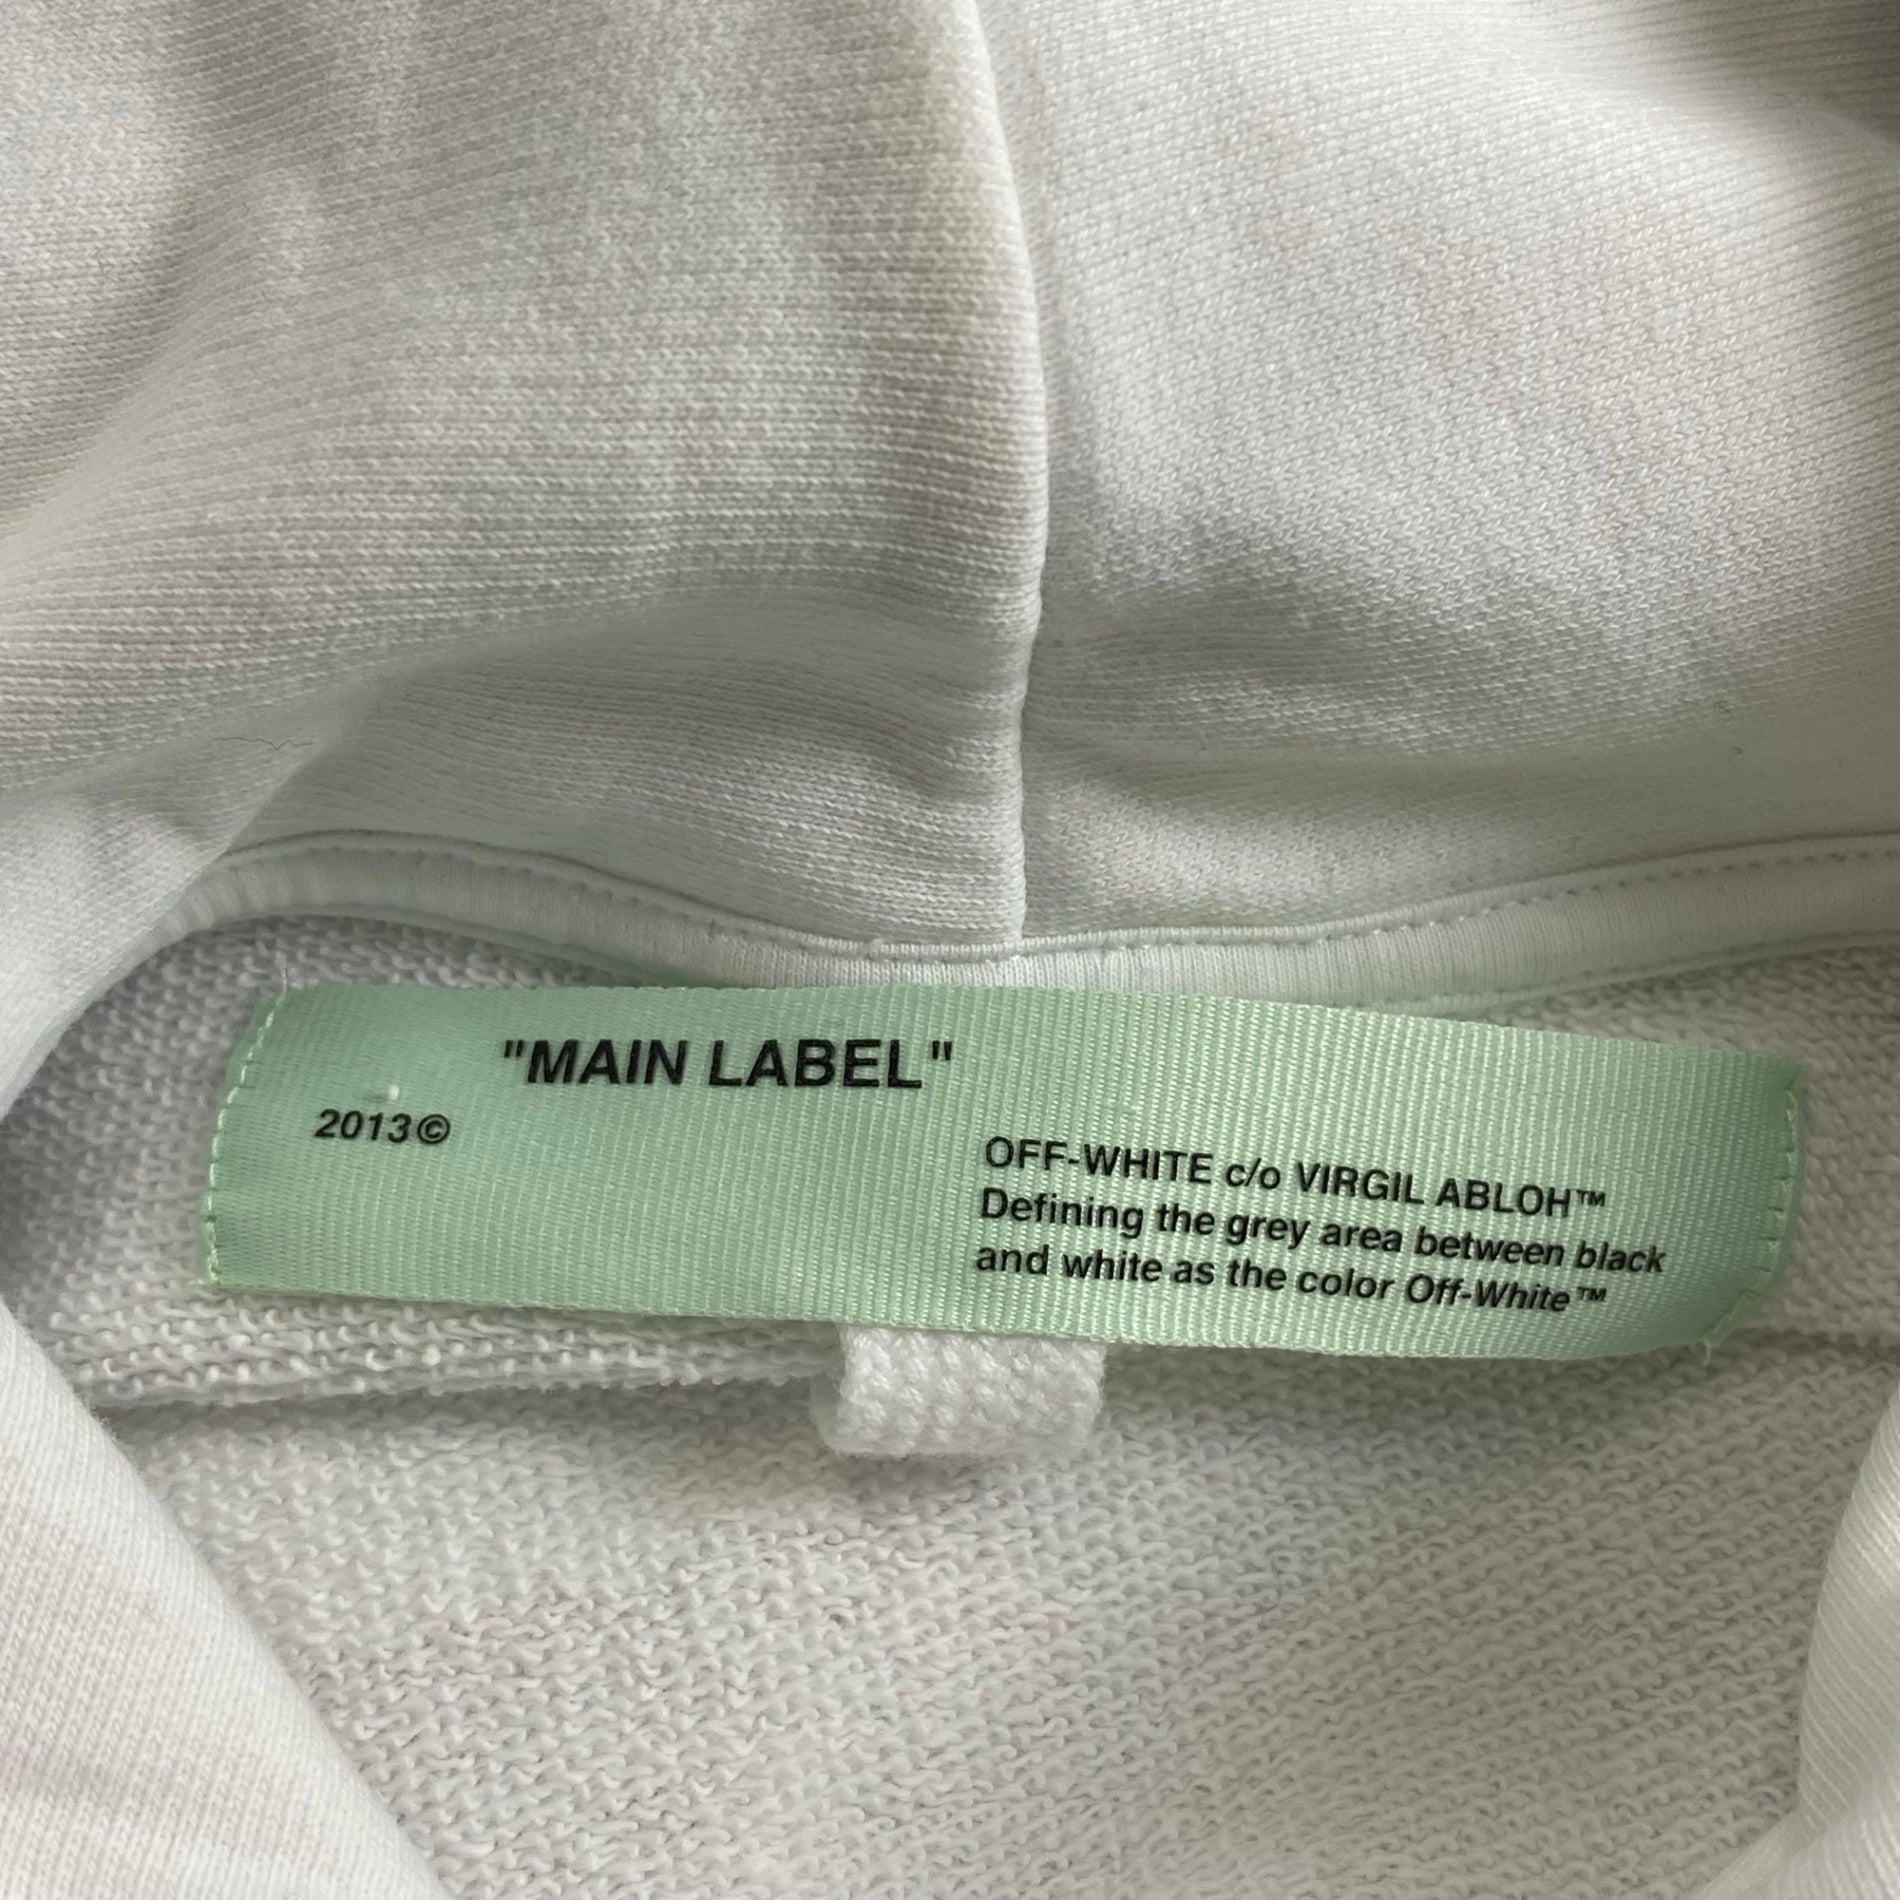 "MAIN LABEL"
2013©
OFF-WHITE c/o VIRGIL ABLOH™
Defining the grey area between black
and white as the color Off-White™